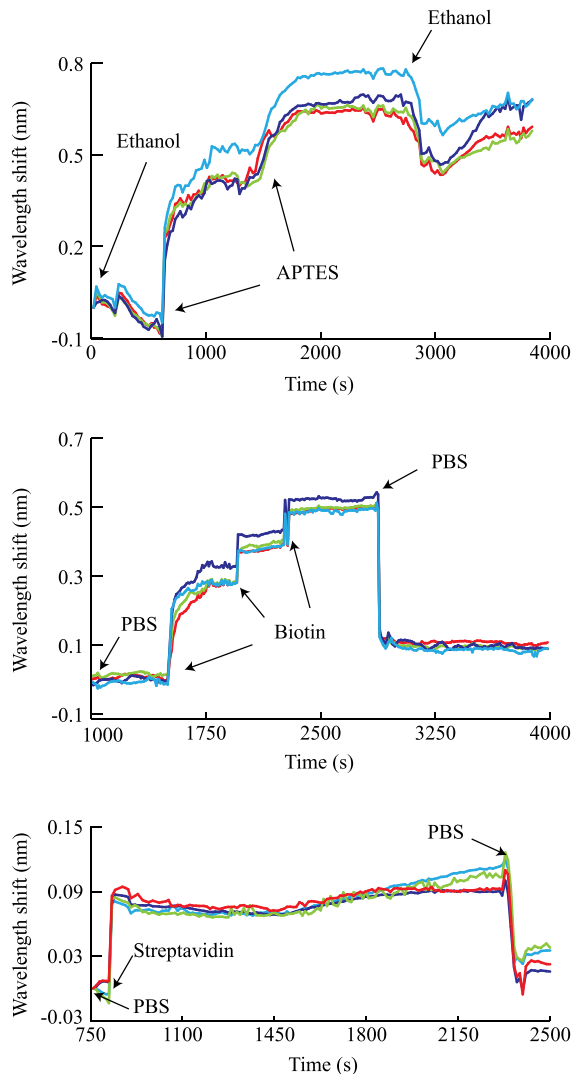 Ethanol
0.8
Wavelength shift (nm)
Ethanol
0.5
0.2
APTES
-0.1
0
1000
2000
3000
4000
Time (s)
0.7
PBS
Wavelength shift (nm)
0.5
0.3
PBS
Biotin
0.1
-0.1
1000
1750
2500
3250
4000
Time (s)
0.15
PBS
Wavelength shift (nm)
0.09
Streptavidin
0.03
PBS
-0.03
750
1100
1450
1800
2150
2500
Time (s)